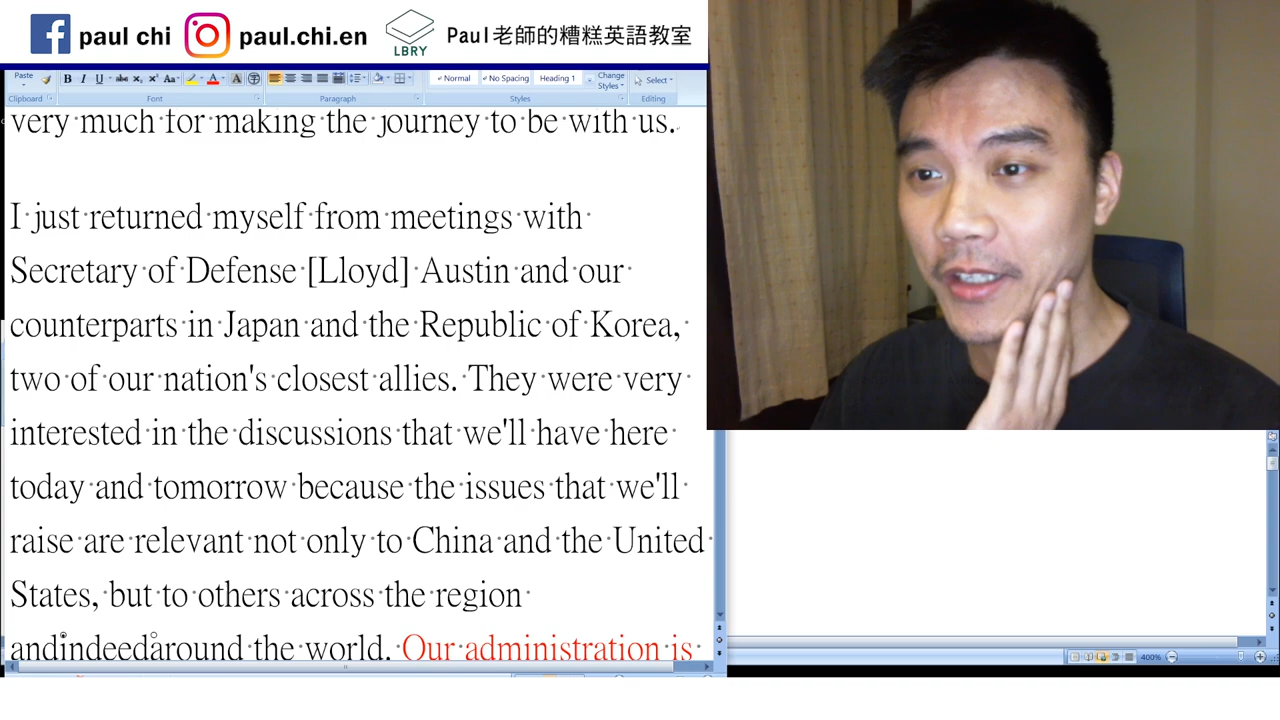 paul chi
paul.chi.en
LBRY
Paul老師的糟糕英語教室
Paste
Clipboard
B I U abc x₂ x² Aa
Font
Paragraph
Normal
No Spacing
Heading 1
Change
Styles
Styles
Select
Editing
very much for making the journey to be with us.
I just returned myself from meetings with
Secretary of Defense [Lloyd] Austin and our
counterparts in Japan and the Republic of Korea,
two of our nation's closest allies. They were very
interested in the discussions that we'll have here
today and tomorrow because the issues that we'll
raise are relevant not only to China and the United
States, but to others across the region
andindeedaround the world. Our administration is
400%